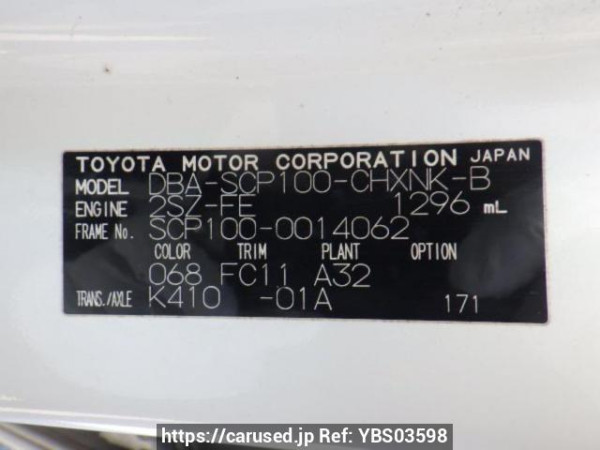 TOYOTA MOTOR CORPORATION JAPAN
MODEL DBA-SCP100-CHXNK-B
ENGINE 2SZ-FE 1296 mL
FRAME No. SCP100-0014062
COLOR TRIM PLANT OPTION
068 FC11 A32
TRANS./AXLE K410 -01A 171
https://carused.jp Ref: YBS03598